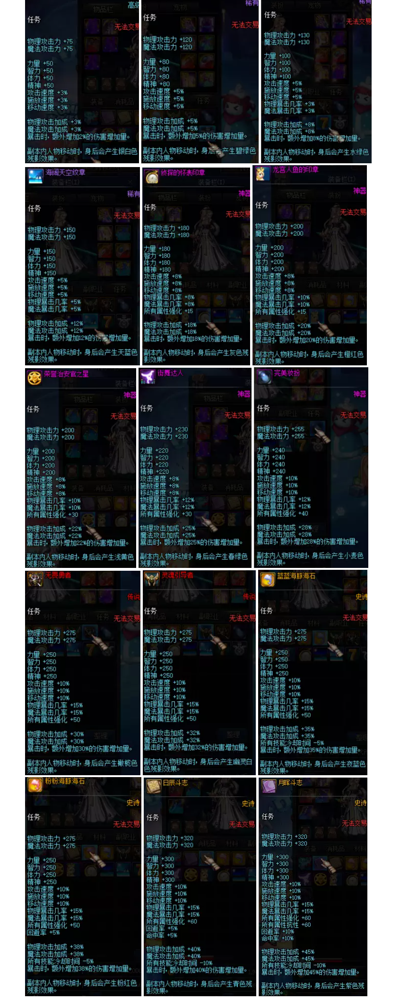 高级
任务
无法交易
物理攻击力 +75
魔法攻击力 +75
力量 +50
智力 +50
体力 +50
精神 +50
攻击速度 +3%
施放速度 +3%
移动速度 +3%
物理攻击加成 +3%
魔法攻击加成 +3%
暴击时，额外增加2%的伤害增加量。
副本内人物移动时，身后会产生银白色
残影效果。
稀有
任务
无法交易
物理攻击力 +120
魔法攻击力 +120
力量 +80
智力 +80
体力 +80
精神 +80
攻击速度 +5%
施放速度 +5%
移动速度 +5%
物理攻击加成 +5%
魔法攻击加成 +5%
暴击时，额外增加5%的伤害增加量。
副本内人物移动时，身后会产生碧绿色
残影效果。
稀有
任务
无法交易
物理攻击力 +130
魔法攻击力 +130
力量 +100
智力 +100
体力 +100
精神 +100
攻击速度 +5%
施放速度 +5%
移动速度 +5%
物理暴击几率 +3%
魔法暴击几率 +3%
物理攻击加成 +8%
魔法攻击加成 +8%
暴击时，额外增加8%的伤害增加量。
副本内人物移动时，身后会产生水绿色
残影效果。
海阔天空纹章
稀有
任务
无法交易
物理攻击力 +150
魔法攻击力 +150
力量 +150
智力 +150
体力 +150
精神 +150
攻击速度 +5%
施放速度 +5%
移动速度 +5%
物理暴击几率 +5%
魔法暴击几率 +5%
物理攻击加成 +12%
魔法攻击加成 +12%
暴击时，额外增加12%的伤害增加量。
副本内人物移动时，身后会产生天蓝色
残影效果。
侦探的怀表印章
神器
任务
无法交易
物理攻击力 +180
魔法攻击力 +180
力量 +180
智力 +180
体力 +180
精神 +180
攻击速度 +8%
施放速度 +8%
移动速度 +8%
物理暴击几率 +8%
魔法暴击几率 +8%
所有属性强化 +15
物理攻击加成 +18%
魔法攻击加成 +18%
暴击时，额外增加18%的伤害增加量。
副本内人物移动时，身后会产生灰色残
影效果。
龙宫人鱼的印章
神器
任务
无法交易
物理攻击力 +200
魔法攻击力 +200
力量 +200
智力 +200
体力 +200
精神 +200
攻击速度 +8%
施放速度 +8%
移动速度 +8%
物理暴击几率 +10%
魔法暴击几率 +10%
所有属性强化 +15
物理攻击加成 +20%
魔法攻击加成 +20%
暴击时，额外增加20%的伤害增加量。
副本内人物移动时，身后会产生橙红色
残影效果。
荣誉治安官之星
神器
任务
无法交易
物理攻击力 +200
魔法攻击力 +200
力量 +200
智力 +200
体力 +200
精神 +200
攻击速度 +8%
施放速度 +8%
移动速度 +8%
物理暴击几率 +10%
魔法暴击几率 +10%
所有属性强化 +30
物理攻击加成 +22%
魔法攻击加成 +22%
暴击时，额外增加22%的伤害增加量。
副本内人物移动时，身后会产生浅黄色
残影效果。
街舞达人
神器
任务
无法交易
物理攻击力 +230
魔法攻击力 +230
力量 +220
智力 +220
体力 +220
精神 +220
攻击速度 +8%
施放速度 +8%
移动速度 +8%
物理暴击几率 +12%
魔法暴击几率 +12%
所有属性强化 +30
物理攻击加成 +25%
魔法攻击加成 +25%
暴击时，额外增加25%的伤害增加量。
副本内人物移动时，身后会产生春绿色
残影效果。
完美妆扮
神器
任务
无法交易
物理攻击力 +255
魔法攻击力 +255
力量 +240
智力 +240
体力 +240
精神 +240
攻击速度 +10%
施放速度 +10%
移动速度 +10%
物理暴击几率 +12%
魔法暴击几率 +12%
所有属性强化 +40
物理攻击加成 +28%
魔法攻击加成 +28%
暴击时，额外增加28%的伤害增加量。
副本内人物移动时，身后会产生小麦色
残影效果。
无畏勇者
传说
任务
无法交易
物理攻击力 +275
魔法攻击力 +275
力量 +250
智力 +250
体力 +250
精神 +250
攻击速度 +10%
施放速度 +10%
移动速度 +10%
物理暴击几率 +15%
魔法暴击几率 +15%
所有属性强化 +50
物理攻击加成 +30%
魔法攻击加成 +30%
暴击时，额外增加30%的伤害增加量。
副本内人物移动时，身后会产生橄榄色
残影效果。
灵魂引导者
传说
任务
无法交易
物理攻击力 +275
魔法攻击力 +275
力量 +250
智力 +250
体力 +250
精神 +250
攻击速度 +10%
施放速度 +10%
移动速度 +10%
物理暴击几率 +15%
魔法暴击几率 +15%
所有属性强化 +50
物理攻击加成 +32%
魔法攻击加成 +32%
暴击时，额外增加32%的伤害增加量。
副本内人物移动时，身后会产生幽灵白
色残影效果。
蓝蓝海豚海石
史诗
任务
无法交易
物理攻击力 +275
魔法攻击力 +275
力量 +250
智力 +250
体力 +250
精神 +250
攻击速度 +10%
施放速度 +10%
移动速度 +10%
物理暴击几率 +15%
魔法暴击几率 +15%
所有属性强化 +50
物理攻击加成 +35%
魔法攻击加成 +35%
所有技能冷却时间 -5%
暴击时，额外增加35%的伤害增加量。
副本内人物移动时，身后会产生夜蓝色
残影效果。
粉粉海豚海石
史诗
任务
无法交易
物理攻击力 +275
魔法攻击力 +275
力量 +250
智力 +250
体力 +250
精神 +250
攻击速度 +10%
施放速度 +10%
移动速度 +10%
物理暴击几率 +15%
魔法暴击几率 +15%
所有属性强化 +50
回避率 +5%
物理攻击加成 +38%
魔法攻击加成 +38%
所有技能冷却时间 -5%
暴击时，额外增加38%的伤害增加量。
副本内人物移动时，身后会产生粉红色
残影效果。
日辰斗志
史诗
任务
无法交易
物理攻击力 +320
魔法攻击力 +320
力量 +300
智力 +300
体力 +300
精神 +300
攻击速度 +10%
施放速度 +10%
移动速度 +10%
物理暴击几率 +15%
魔法暴击几率 +15%
所有属性强化 +60
回避率 +5%
命中率 +5%
物理攻击加成 +40%
魔法攻击加成 +40%
所有技能冷却时间 -10%
暴击时，额外增加40%的伤害增加量。
副本内人物移动时，身后会产生青色残
影效果。
月晖斗志
史诗
任务
无法交易
物理攻击力 +320
魔法攻击力 +320
力量 +300
智力 +300
体力 +300
精神 +300
攻击速度 +10%
施放速度 +10%
移动速度 +10%
物理暴击几率 +15%
魔法暴击几率 +15%
所有属性强化 +60
所有属性抗性 +60
回避率 +10%
命中率 +10%
物理攻击加成 +45%
魔法攻击加成 +45%
所有技能冷却时间 -10%
暴击时，额外增加45%的伤害增加量。
副本内人物移动时，身后会产生紫色残
影效果。